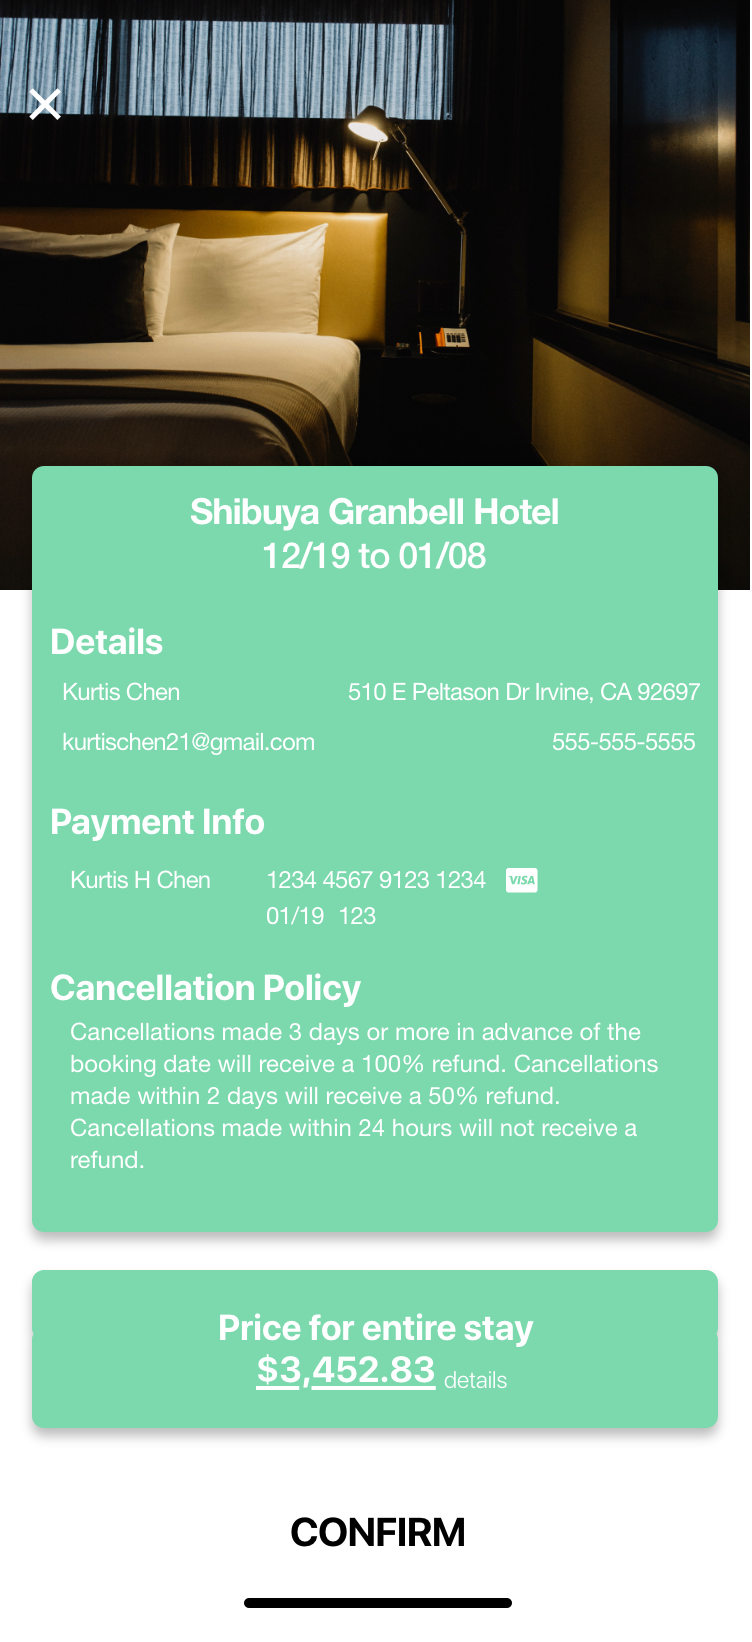 Shibuya Granbell Hotel
12/19 to 01/08
Details
Kurtis Chen 510 E Peltason Dr Irvine, CA 92697
kurtischen21@gmail.com 555-555-5555
Payment Info
Kurtis H Chen 1234 4567 9123 1234 VISA
01/19 123
Cancellation Policy
Cancellations made 3 days or more in advance of the
booking date will receive a 100% refund. Cancellations
made within 2 days will receive a 50% refund.
Cancellations made within 24 hours will not receive a
refund.
Price for entire stay
$3,452.83 details
CONFIRM